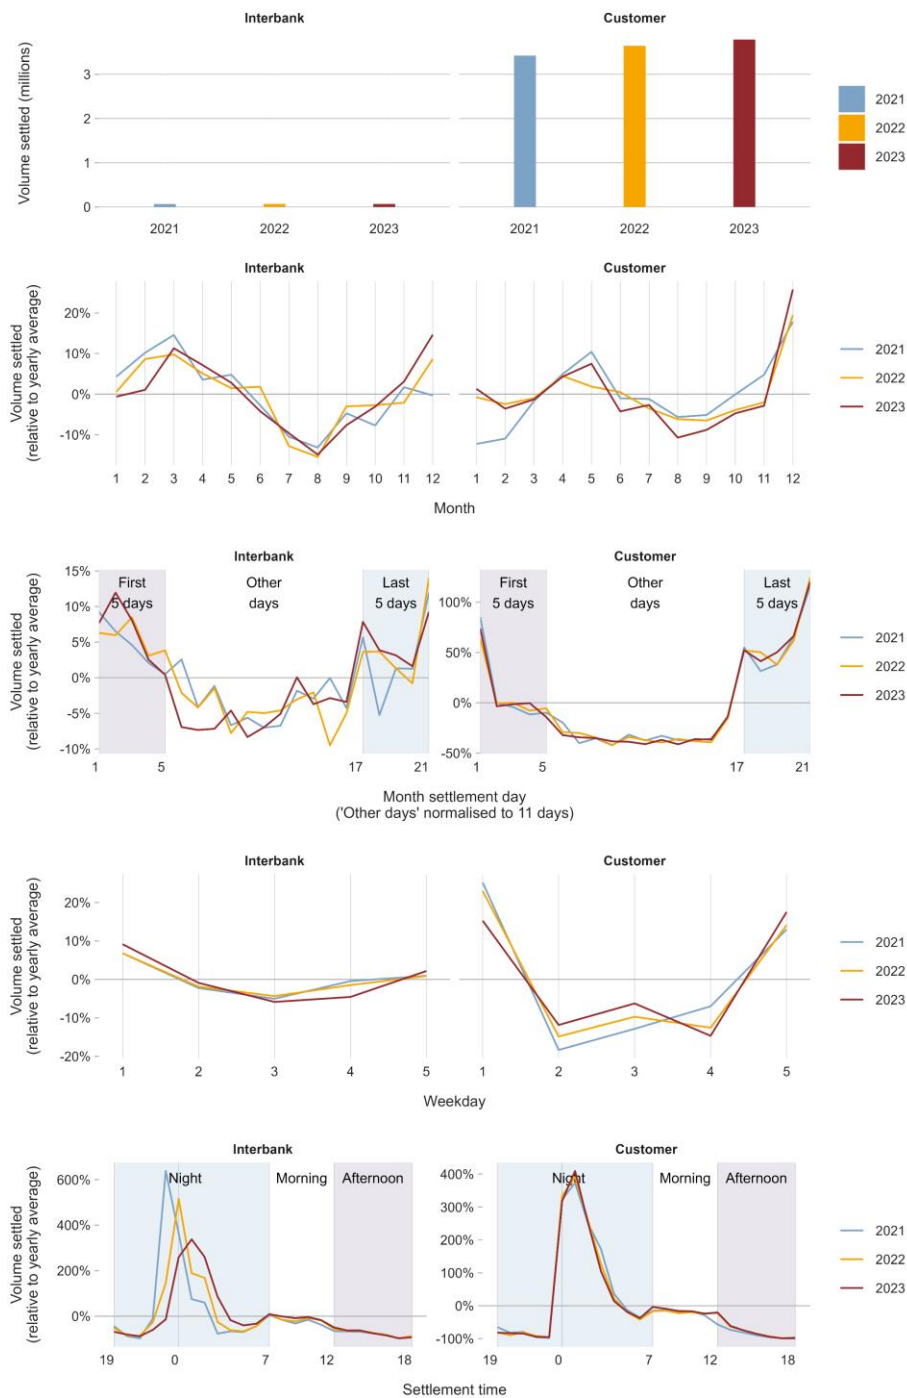 Interbank
Customer
Volume settled (millions)
3
2
1
0
2021
2022
2023
2021
2022
2023
2021
2022
2023
Interbank
Customer
Volume settled
(relative to yearly average)
20%
10%
0%
-10%
1 2 3 4 5 6 7 8 9 10 11 12
1 2 3 4 5 6 7 8 9 10 11 12
Month
2021
2022
2023
Interbank
Customer
Volume settled
(relative to yearly average)
15%
10%
5%
0%
-5%
-10%
First
5 days
Other
days
Last
5 days
1 5 17 21
100%
50%
0%
-50%
First
5 days
Other
days
Last
5 days
1 5 17 21
Month settlement day
('Other days' normalised to 11 days)
2021
2022
2023
Interbank
Customer
Volume settled
(relative to yearly average)
20%
10%
0%
-10%
-20%
1 2 3 4 5
1 2 3 4 5
Weekday
2021
2022
2023
Interbank
Customer
Volume settled
(relative to yearly average)
600%
400%
200%
0%
Night
Morning
Afternoon
19 0 7 12 18
400%
300%
200%
100%
0%
-100%
Night
Morning
Afternoon
19 0 7 12 18
Settlement time
2021
2022
2023